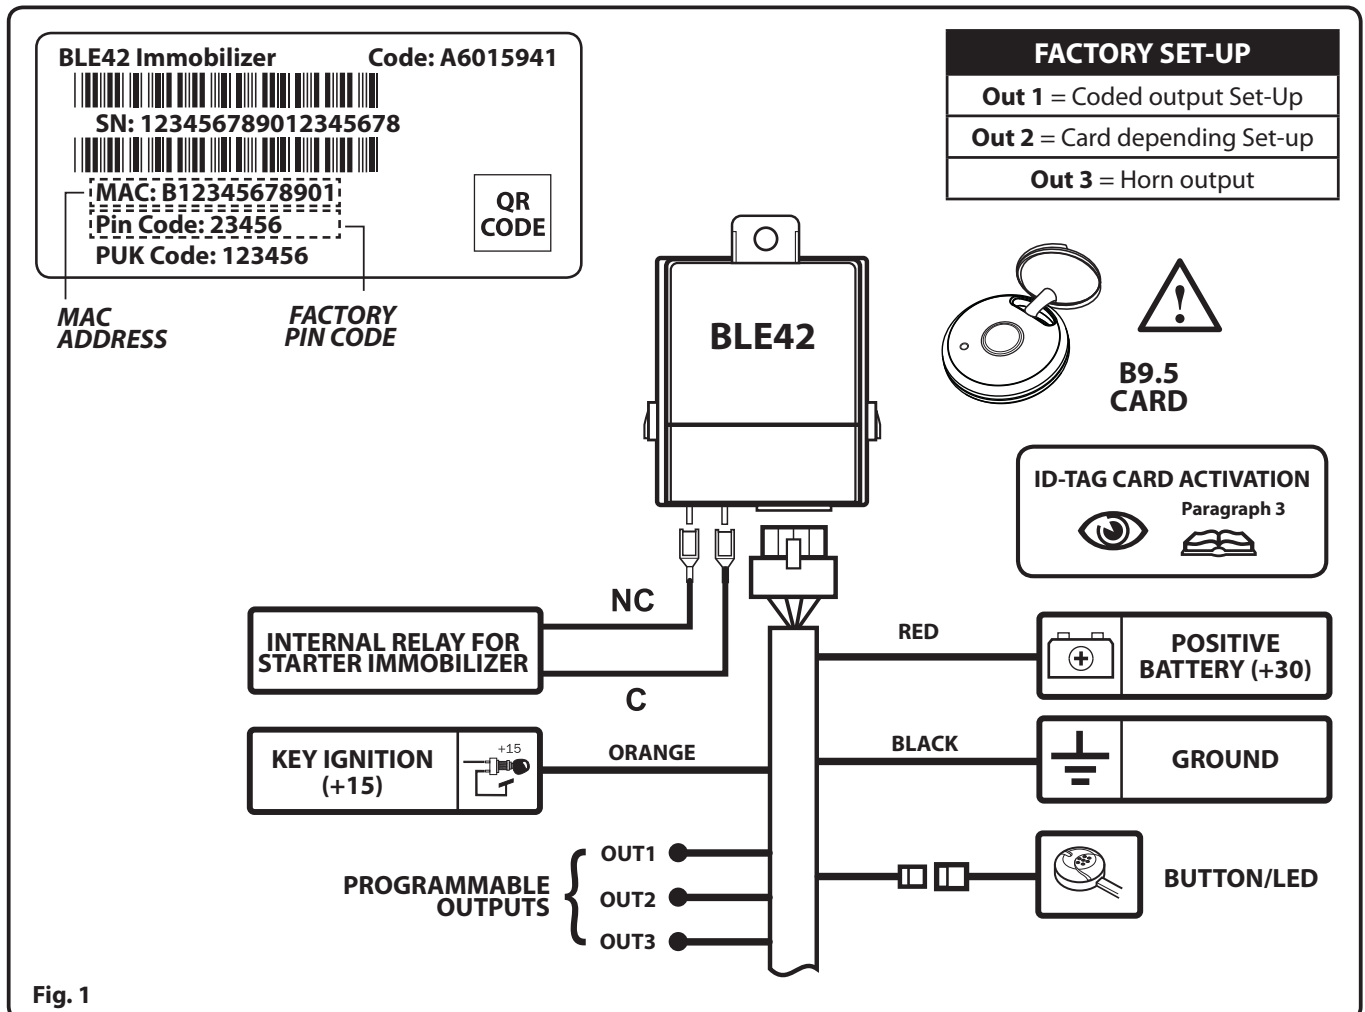 BLE42 Immobilizer Code: A6015941
SN: 123456789012345678
MAC: B12345678901
Pin Code: 23456
PUK Code: 123456
QR
CODE
MAC
ADDRESS
FACTORY
PIN CODE
FACTORY SET-UP
Out 1 = Coded output Set-Up
Out 2 = Card depending Set-up
Out 3 = Horn output
BLE42
B9.5
CARD
ID-TAG CARD ACTIVATION
Paragraph 3
NC
INTERNAL RELAY FOR
STARTER IMMOBILIZER
C
RED
POSITIVE
BATTERY (+30)
KEY IGNITION
(+15)
+15
ORANGE
BLACK
GROUND
PROGRAMMABLE
OUTPUTS
OUT1
OUT2
OUT3
BUTTON/LED
Fig. 1